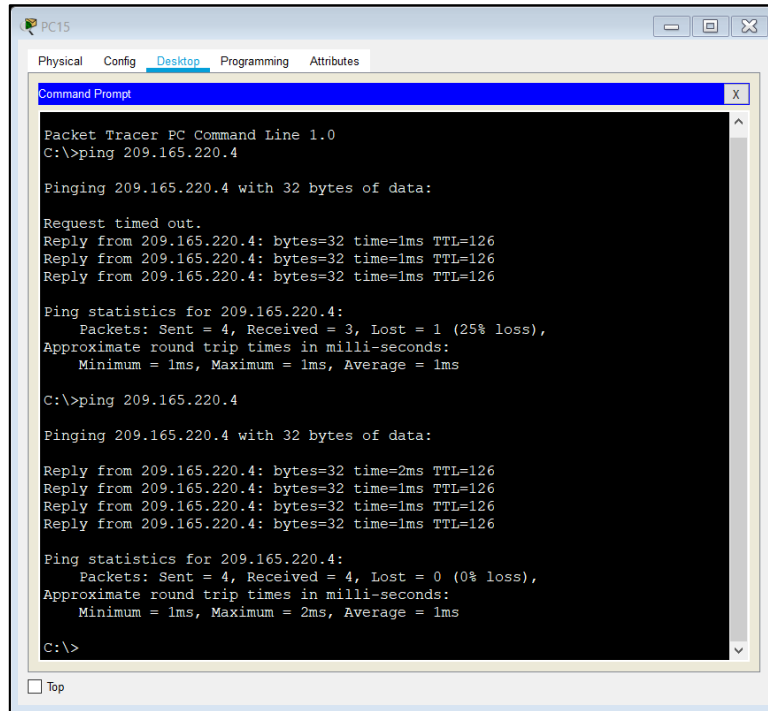 PC15
Physical Config Desktop Programming Attributes
Command Prompt
X
Packet Tracer PC Command Line 1.0
C:\>ping 209.165.220.4
Pinging 209.165.220.4 with 32 bytes of data:
Request timed out.
Reply from 209.165.220.4: bytes=32 time=1ms TTL=126
Reply from 209.165.220.4: bytes=32 time=1ms TTL=126
Reply from 209.165.220.4: bytes=32 time=1ms TTL=126
Ping statistics for 209.165.220.4:
Packets: Sent = 4, Received = 3, Lost = 1 (25% loss),
Approximate round trip times in milli-seconds:
Minimum = 1ms, Maximum = 1ms, Average = 1ms
C:\>ping 209.165.220.4
Pinging 209.165.220.4 with 32 bytes of data:
Reply from 209.165.220.4: bytes=32 time=2ms TTL=126
Reply from 209.165.220.4: bytes=32 time=1ms TTL=126
Reply from 209.165.220.4: bytes=32 time=1ms TTL=126
Reply from 209.165.220.4: bytes=32 time=1ms TTL=126
Ping statistics for 209.165.220.4:
Packets: Sent = 4, Received = 4, Lost = 0 (0% loss),
Approximate round trip times in milli-seconds:
Minimum = 1ms, Maximum = 2ms, Average = 1ms
C:\>
Top